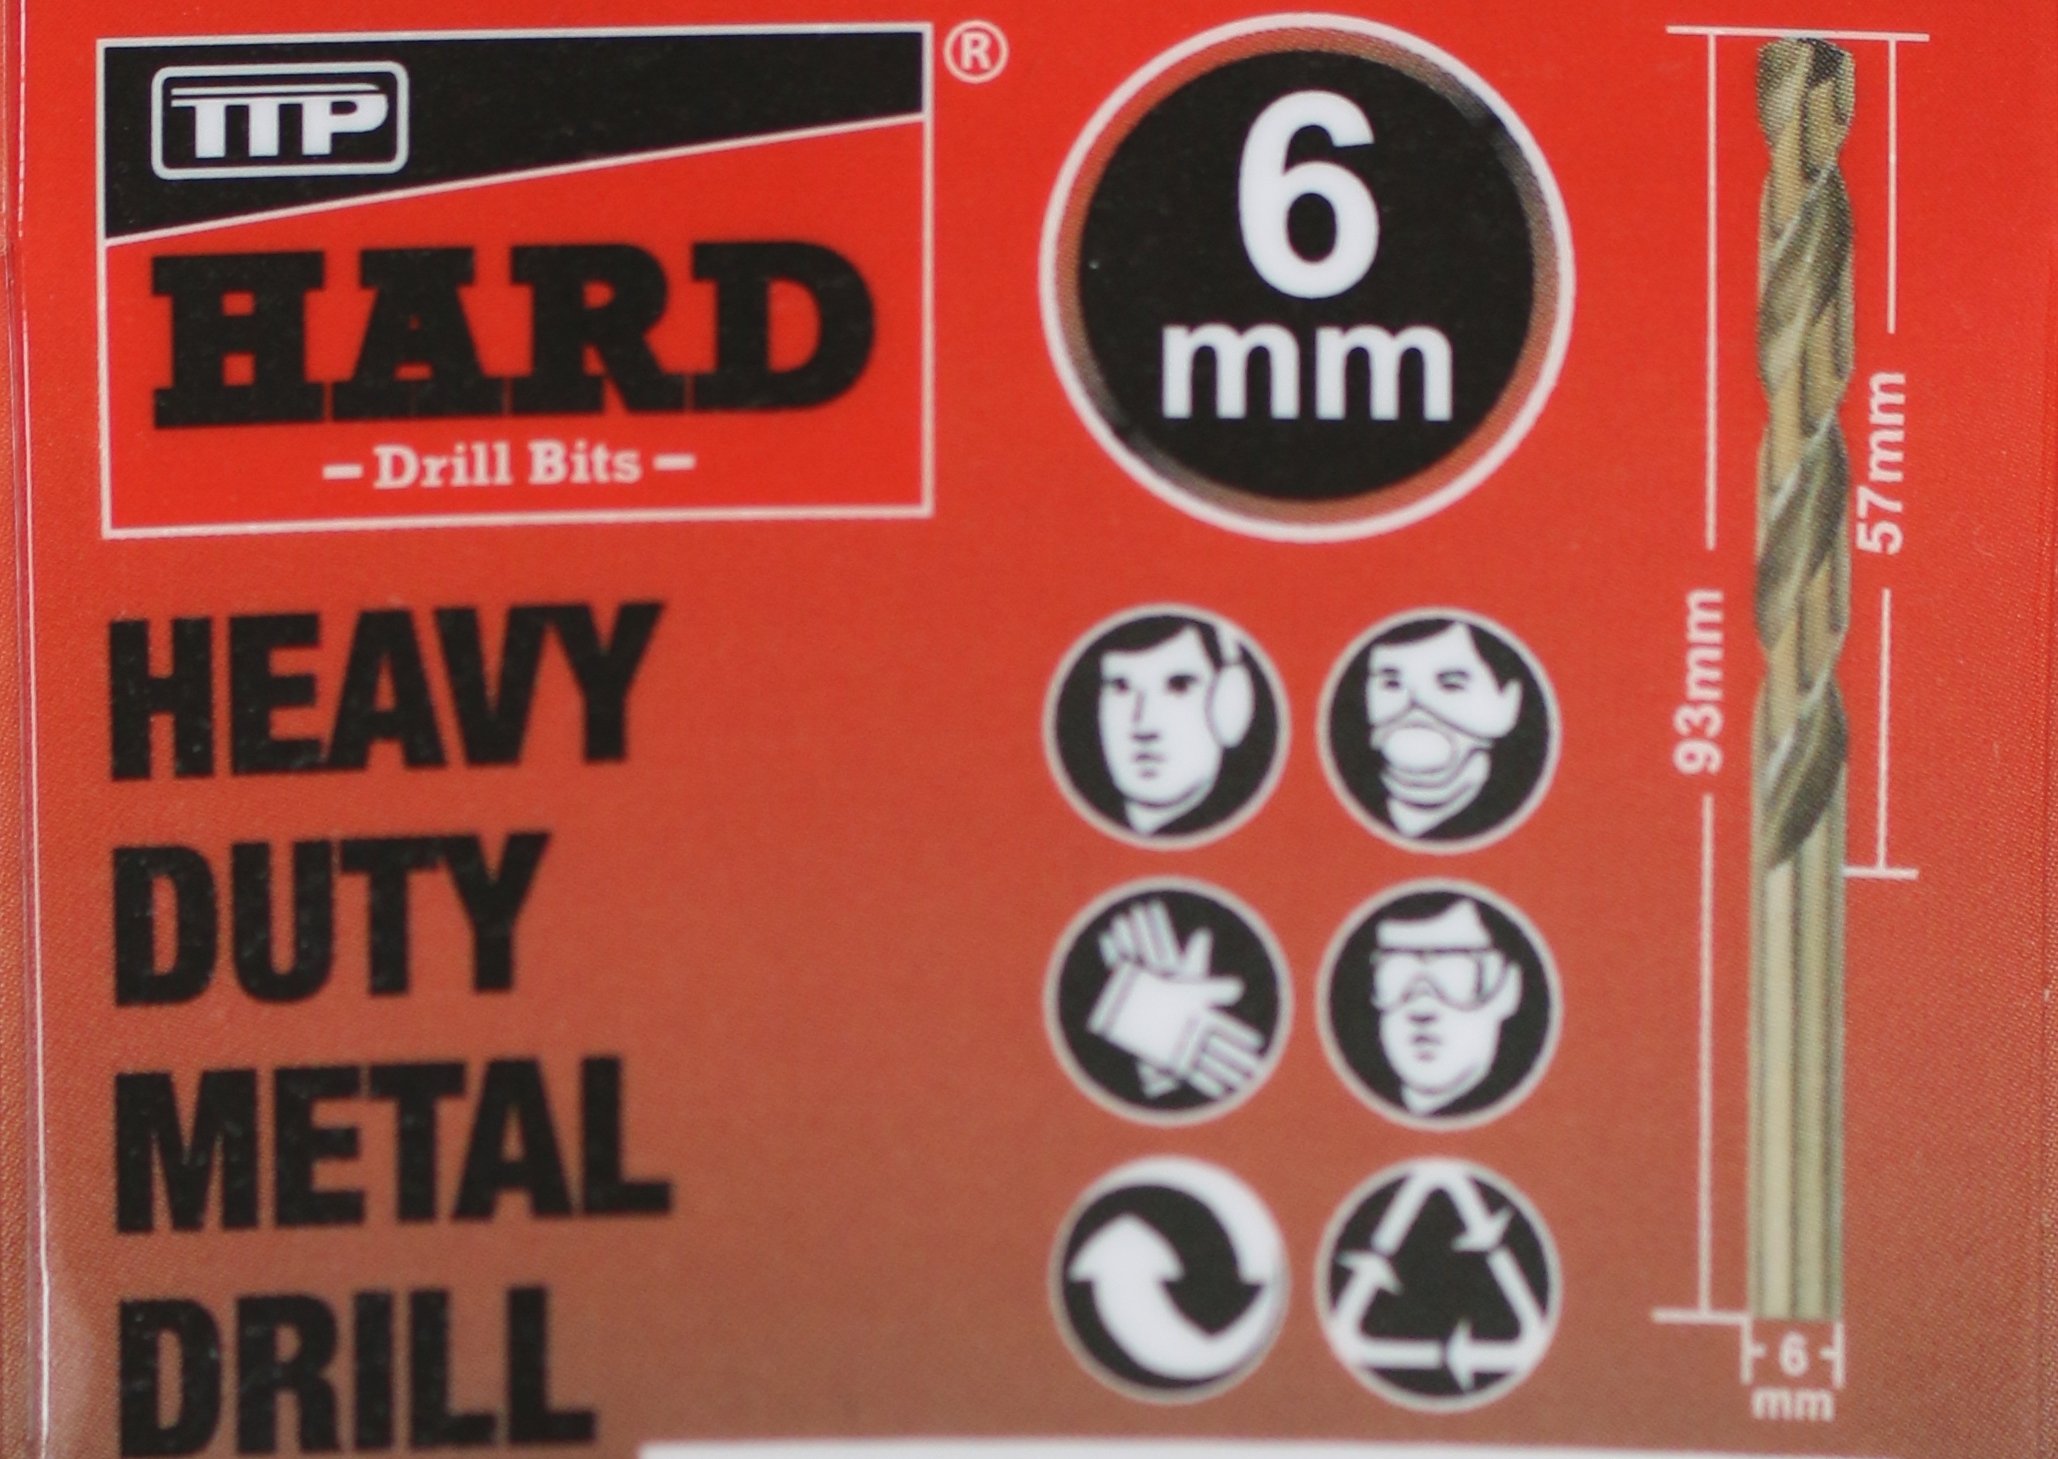 TTP
HARD
®
- Drill Bits -
6
mm
HEAVY
DUTY
METAL
DRILL
57mm
93mm
6
mm